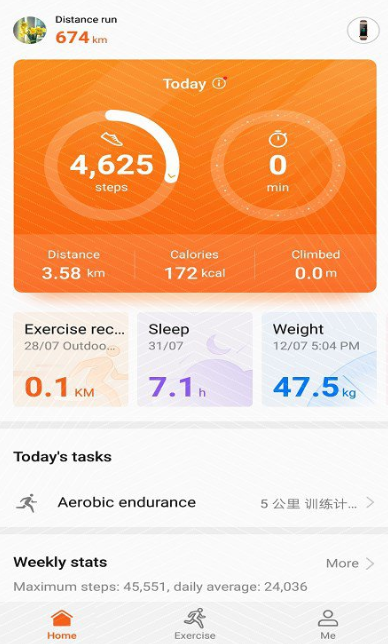 Distance run
674 km
Today
4,625
steps
0
min
Distance
3.58 km
Calories
172 kcal
Climbed
0.0 m
Exercise rec...
28/07 Outdoo...
0.1 KM
Sleep
31/07
7.1 h
Weight
12/07 5:04 PM
47.5 kg
Today's tasks
Aerobic endurance
5 公里 训练计...
Weekly stats
More
Maximum steps: 45,551, daily average: 24,036
Home
Exercise
Me